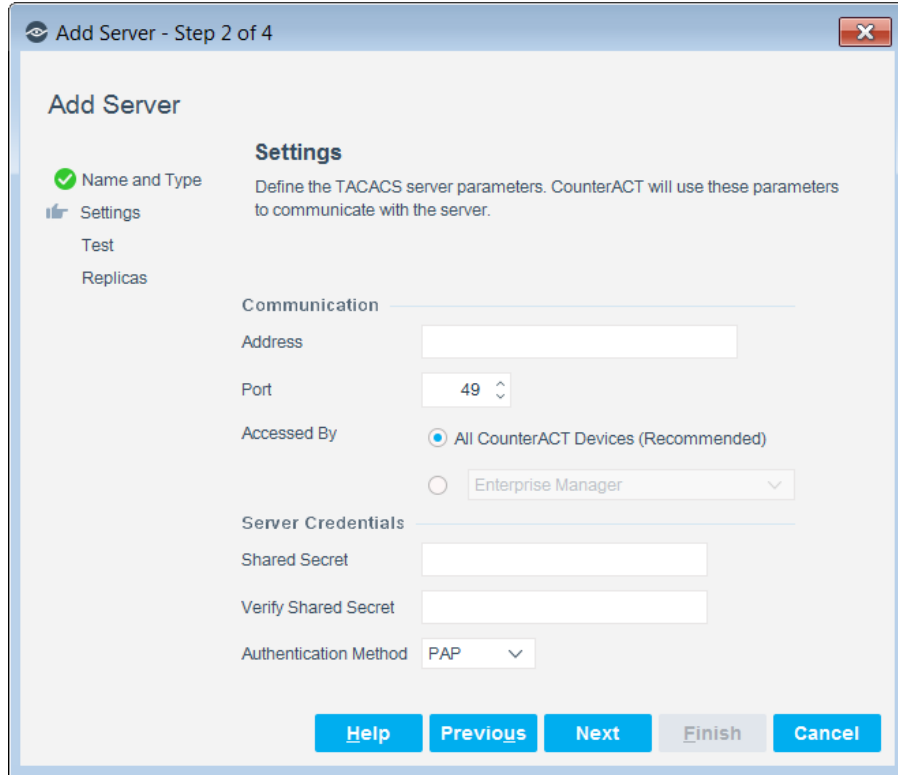 Add Server - Step 2 of 4
Add Server
Name and Type
Settings
Test
Replicas
Settings
Define the TACACS server parameters. CounterACT will use these parameters
to communicate with the server.
Communication
Address
Port 49
Accessed By All CounterACT Devices (Recommended)
Enterprise Manager
Server Credentials
Shared Secret
Verify Shared Secret
Authentication Method PAP
Help Previous Next Finish Cancel